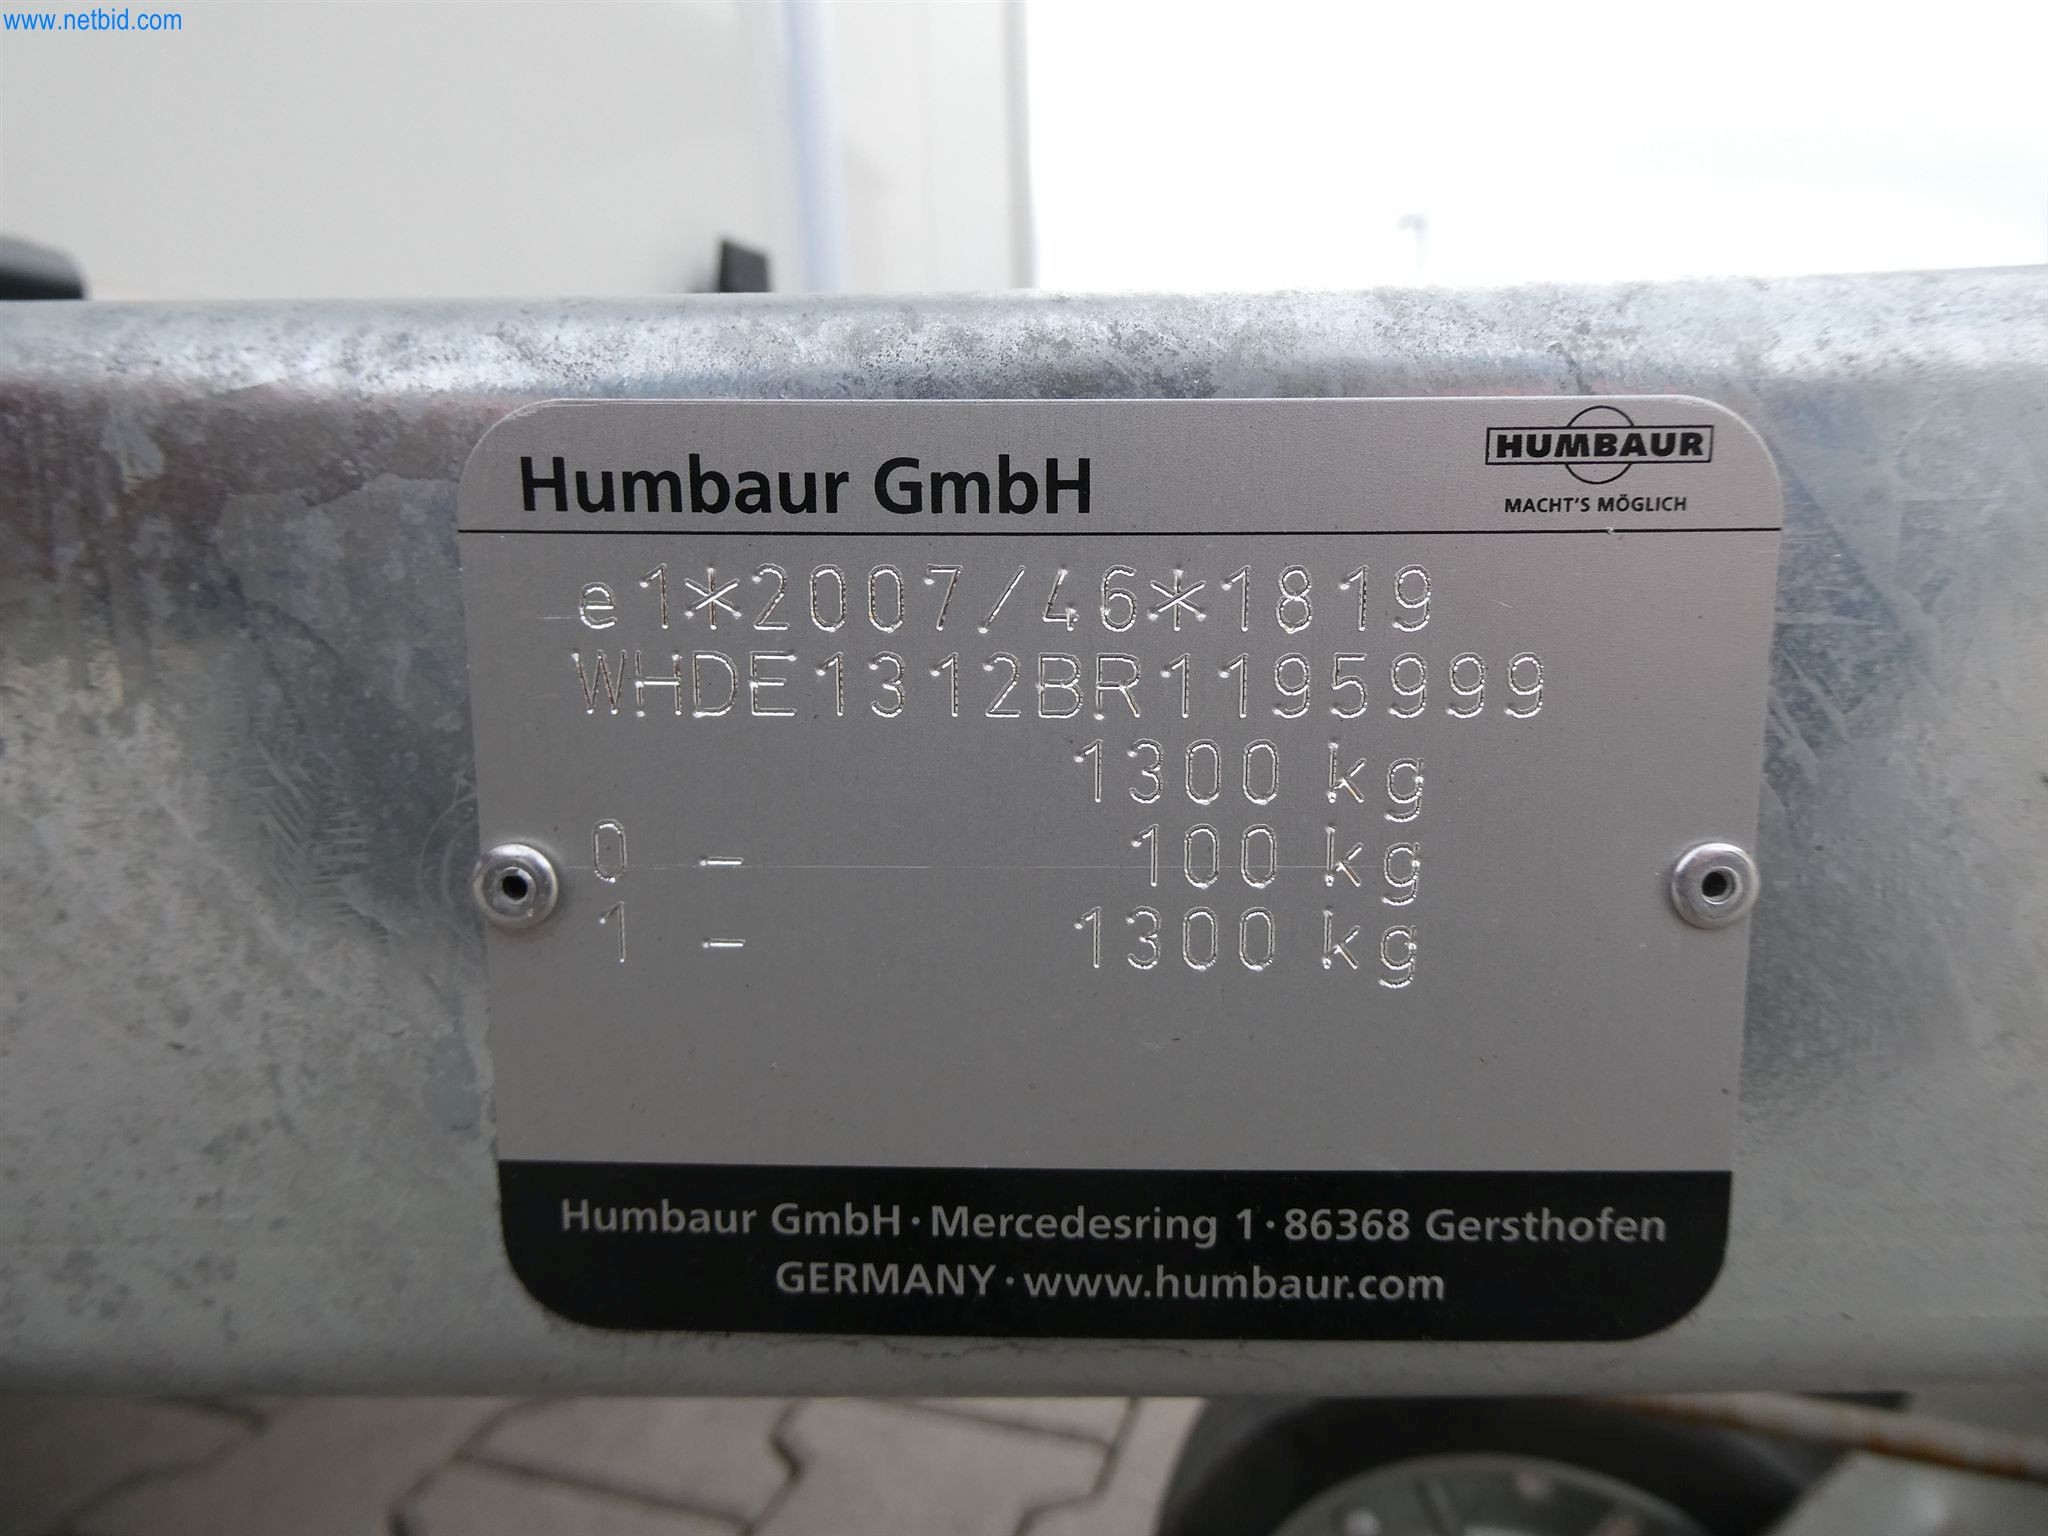 www.netbid.com
Humbaur GmbH
HUMBAUR
MACHT'S MÖGLICH
e1*2007/46*1819
WHDE1312BR1195999
1300 kg
0 - 100 kg
1 - 1300 kg
Humbaur GmbH · Mercedesring 1 · 86368 Gersthofen
GERMANY · www.humbaur.com